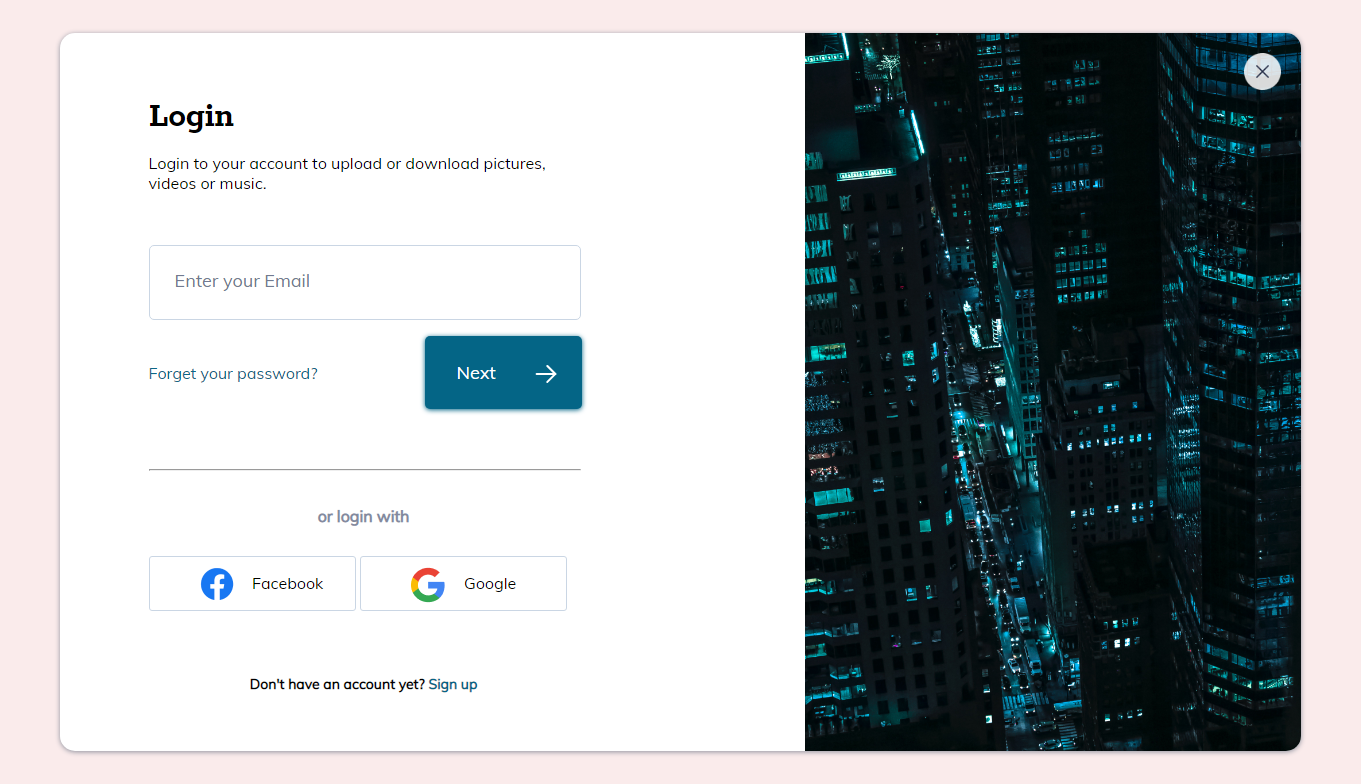 Login
Login to your account to upload or download pictures,
videos or music.
Enter your Email
Forget your password?
Next
or login with
Facebook
Google
Don't have an account yet? Sign up